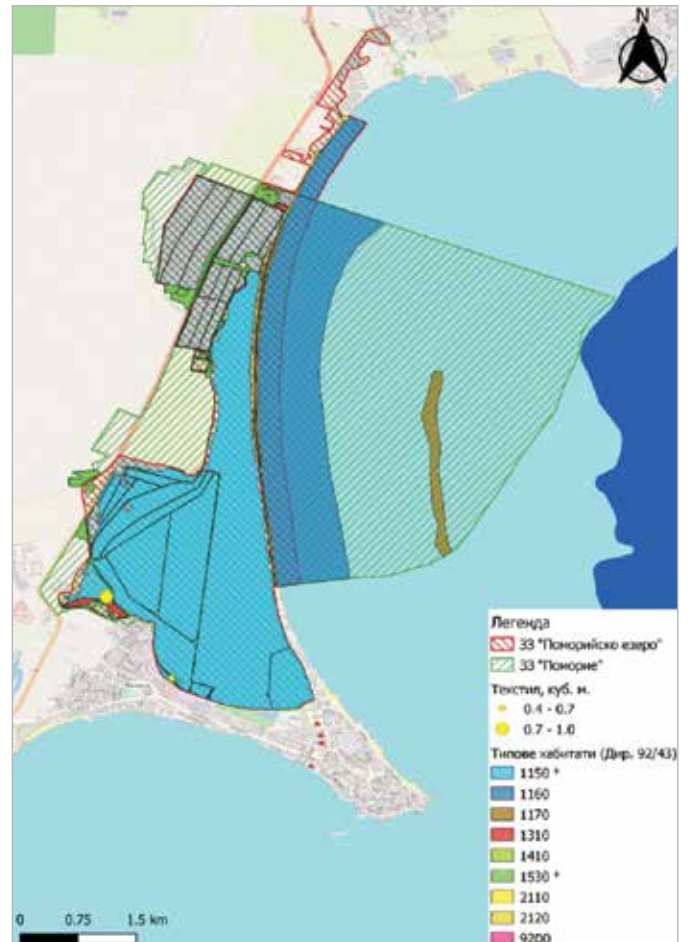 N
Легенда
ЗЗ "Поморийско езеро"
ЗЗ "Поморие"
Текстил, куб. м.
0.4 - 0.7
0.7 - 1.0
Типове хабитати (Дир. 92/43)
1150 *
1160
1170
1310
1410
1530 *
2110
2120
9200
0 0.75 1.5 km